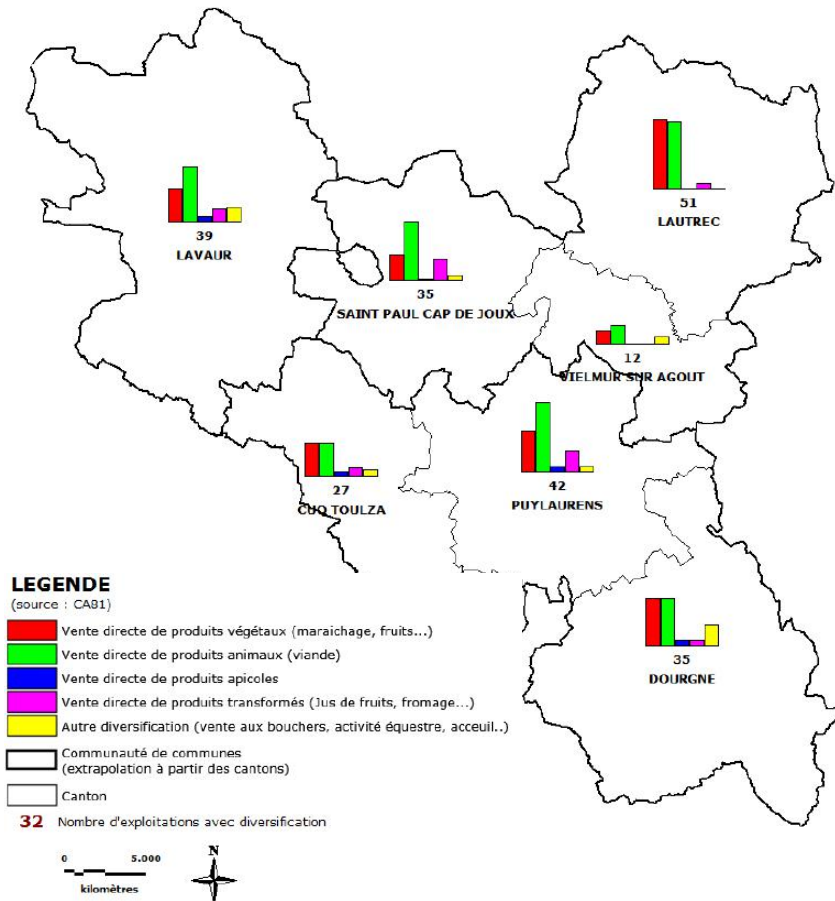 51
LAUTREC
39
LAVAUR
35
SAINT PAUL CAP DE JOUX
12
VIELMUR SUR AGOUT
27
CUQ TOULZA
42
PUYLAURENS
35
DOURGNE
LEGENDE
(source : CA81)
Vente directe de produits végétaux (maraichage, fruits...)
Vente directe de produits animaux (viande)
Vente directe de produits apicoles
Vente directe de produits transformés (Jus de fruits, fromage...)
Autre diversification (vente aux bouchers, activité équestre, acceuil..)
Communauté de communes
(extrapolation à partir des cantons)
Canton
32 Nombre d'exploitations avec diversification
0 5.000
kilomètres
N